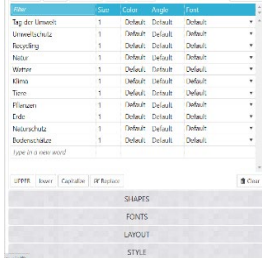 Filter Size Color Angle Font
Tag der Umwelt 1 Default Default Default
Umweltschutz 1 Default Default Default
Recycling 1 Default Default Default
Natur 1 Default Default Default
Wetter 1 Default Default Default
Klima 1 Default Default Default
Tiere 1 Default Default Default
Pflanzen 1 Default Default Default
Erde 1 Default Default Default
Naturschutz 1 Default Default Default
Bodenschätze 1 Default Default Default
Type in a new word
UPPER lower Capitalize Replace Clear
SHAPES
FONTS
LAYOUT
STYLE